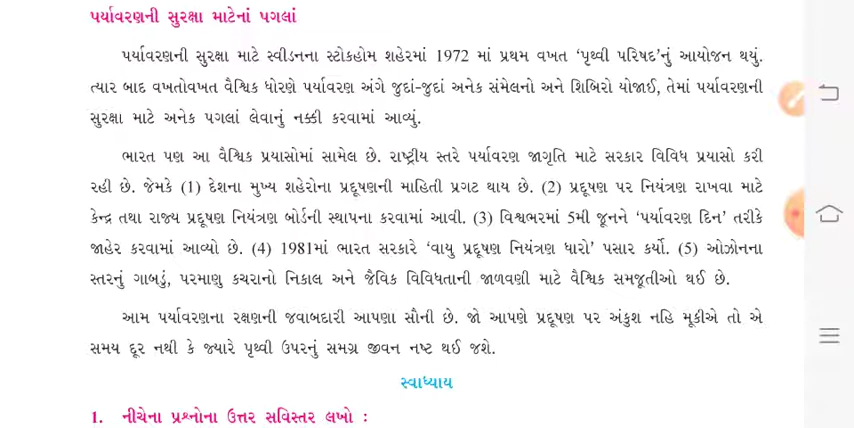 પર્યાવરણની સુરક્ષા માટેનાં પગલાં
પર્યાવરણની સુરક્ષા માટે સ્વીડનના સ્ટોકહોમ શહેરમાં 1972 માં પ્રથમ વખત ‘પૃથ્વી પરિષદ’નું આયોજન થયું.
ત્યાર બાદ વખતોવખત વૈશ્વિક ધોરણે પર્યાવરણ અંગે જુદાં-જુદાં અનેક સંમેલનો અને શિબિરો યોજાઈ, તેમાં પર્યાવરણની
સુરક્ષા માટે અનેક પગલાં લેવાનું નક્કી કરવામાં આવ્યું.
ભારત પણ આ વૈશ્વિક પ્રયાસોમાં સામેલ છે. રાષ્ટ્રીય સ્તરે પર્યાવરણ જાગૃતિ માટે સરકાર વિવિધ પ્રયાસો કરી
રહી છે. જેમકે (1) દેશના મુખ્ય શહેરોના પ્રદૂષણની માહિતી પ્રગટ થાય છે. (2) પ્રદૂષણ પર નિયંત્રણ રાખવા માટે
કેન્દ્ર તથા રાજ્ય પ્રદૂષણ નિયંત્રણ બોર્ડની સ્થાપના કરવામાં આવી. (3) વિશ્વભરમાં 5મી જૂનને ‘પર્યાવરણ દિન’ તરીકે
જાહેર કરવામાં આવ્યો છે. (4) 1981માં ભારત સરકારે ‘વાયુ પ્રદૂષણ નિયંત્રણ ધારો’ પસાર કર્યો. (5) ઓઝોનના
સ્તરનું ગાબડું, પરમાણુ કચરાનો નિકાલ અને જૈવિક વિવિધતાની જાળવણી માટે વૈશ્વિક સમજૂતીઓ થઈ છે.
આમ પર્યાવરણના રક્ષણની જવાબદારી આપણા સૌની છે. જો આપણે પ્રદૂષણ પર અંકુશ નહિ મૂકીએ તો એ
સમય દૂર નથી કે જ્યારે પૃથ્વી ઉપરનું સમગ્ર જીવન નષ્ટ થઈ જશે.
સ્વાધ્યાય
1. નીચેના પ્રશ્નોના ઉત્તર સવિસ્તર લખો :